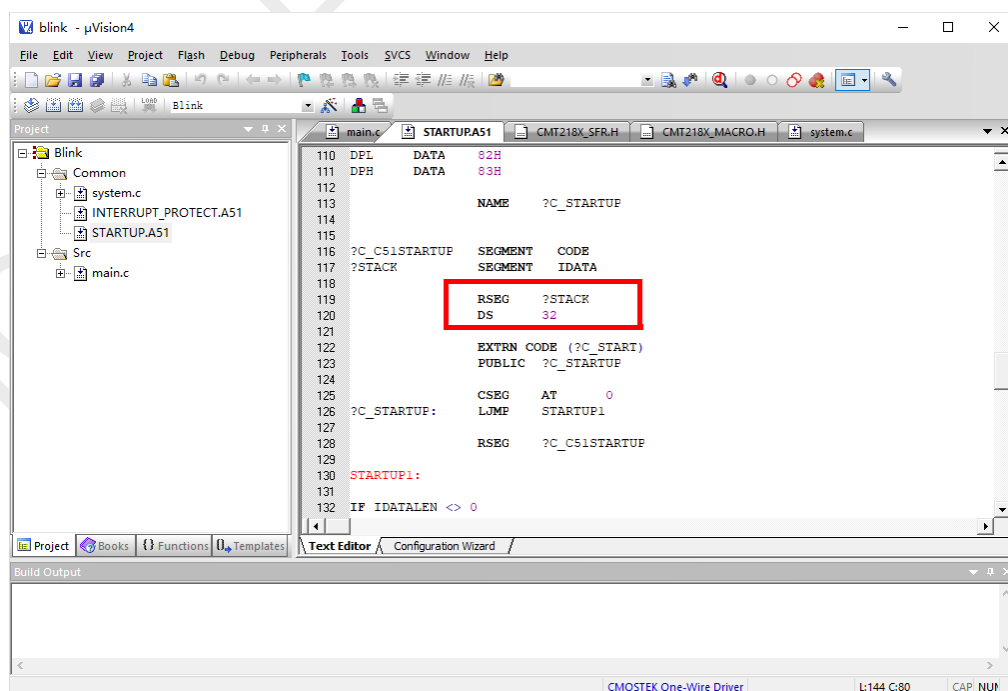 blink - µVision4
File Edit View Project Flash Debug Peripherals Tools SVCS Window Help
LOAD Blink
Project
main.c STARTUP.A51 CMT218X_SFR.H CMT218X_MACRO.H system.c
Blink
Common
system.c
INTERRUPT_PROTECT.A51
STARTUP.A51
Src
main.c
110 DPL DATA 82H
111 DPH DATA 83H
112
113 NAME ?C_STARTUP
114
115
116 ?C_C51STARTUP SEGMENT CODE
117 ?STACK SEGMENT IDATA
118
119 RSEG ?STACK
120 DS 32
121
122 EXTRN CODE (?C_START)
123 PUBLIC ?C_STARTUP
124
125 CSEG AT 0
126 ?C_STARTUP: LJMP STARTUP1
127
128 RSEG ?C_C51STARTUP
129
130 STARTUP1:
131
132 IF IDATALEN <> 0
Project Books {} Functions 0 Templates
Text Editor Configuration Wizard
Build Output
CMOSTEK One-Wire Driver L:144 C:80 CAP NUM